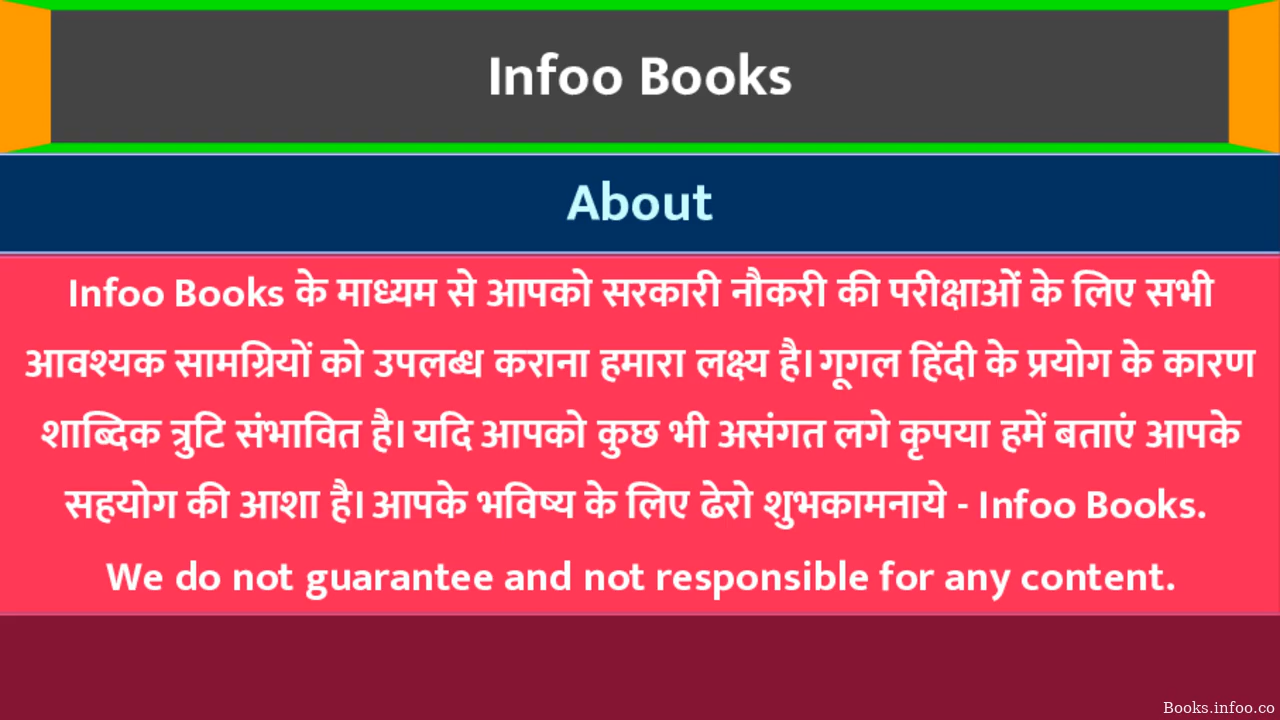 Infoo Books
About
Infoo Books के माध्यम से आपको सरकारी नौकरी की परीक्षाओं के लिए सभी
आवश्यक सामग्रियों को उपलब्ध कराना हमारा लक्ष्य है। गूगल हिंदी के प्रयोग के कारण
शाब्दिक त्रुटि संभावित है। यदि आपको कुछ भी असंगत लगे कृपया हमें बताएं आपके
सहयोग की आशा है। आपके भविष्य के लिए ढेरो शुभकामनाये - Infoo Books.
We do not guarantee and not responsible for any content.
Books.infoo.co